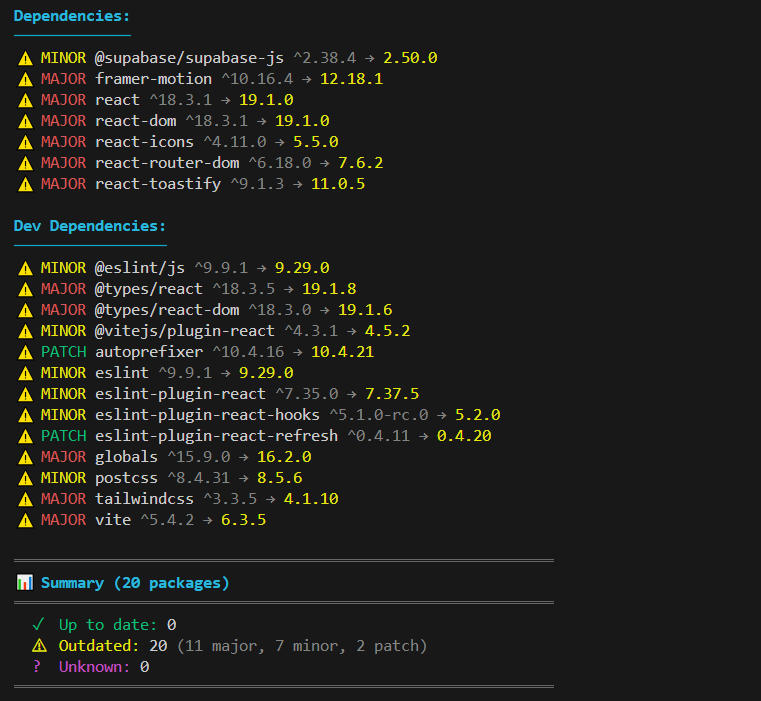 Dependencies:
⚠ MINOR @supabase/supabase-js ^2.38.4 → 2.50.0
⚠ MAJOR framer-motion ^10.16.4 → 12.18.1
⚠ MAJOR react ^18.3.1 → 19.1.0
⚠ MAJOR react-dom ^18.3.1 → 19.1.0
⚠ MAJOR react-icons ^4.11.0 → 5.5.0
⚠ MAJOR react-router-dom ^6.18.0 → 7.6.2
⚠ MAJOR react-toastify ^9.1.3 → 11.0.5
Dev Dependencies:
⚠ MINOR @eslint/js ^9.9.1 → 9.29.0
⚠ MAJOR @types/react ^18.3.5 → 19.1.8
⚠ MAJOR @types/react-dom ^18.3.0 → 19.1.6
⚠ MINOR @vitejs/plugin-react ^4.3.1 → 4.5.2
⚠ PATCH autoprefixer ^10.4.16 → 10.4.21
⚠ MINOR eslint ^9.9.1 → 9.29.0
⚠ MINOR eslint-plugin-react ^7.35.0 → 7.37.5
⚠ MINOR eslint-plugin-react-hooks ^5.1.0-rc.0 → 5.2.0
⚠ PATCH eslint-plugin-react-refresh ^0.4.11 → 0.4.20
⚠ MAJOR globals ^15.9.0 → 16.2.0
⚠ MINOR postcss ^8.4.31 → 8.5.6
⚠ MAJOR tailwindcss ^3.3.5 → 4.1.10
⚠ MAJOR vite ^5.4.2 → 6.3.5
📊 Summary (20 packages)
✓ Up to date: 0
⚠ Outdated: 20 (11 major, 7 minor, 2 patch)
? Unknown: 0